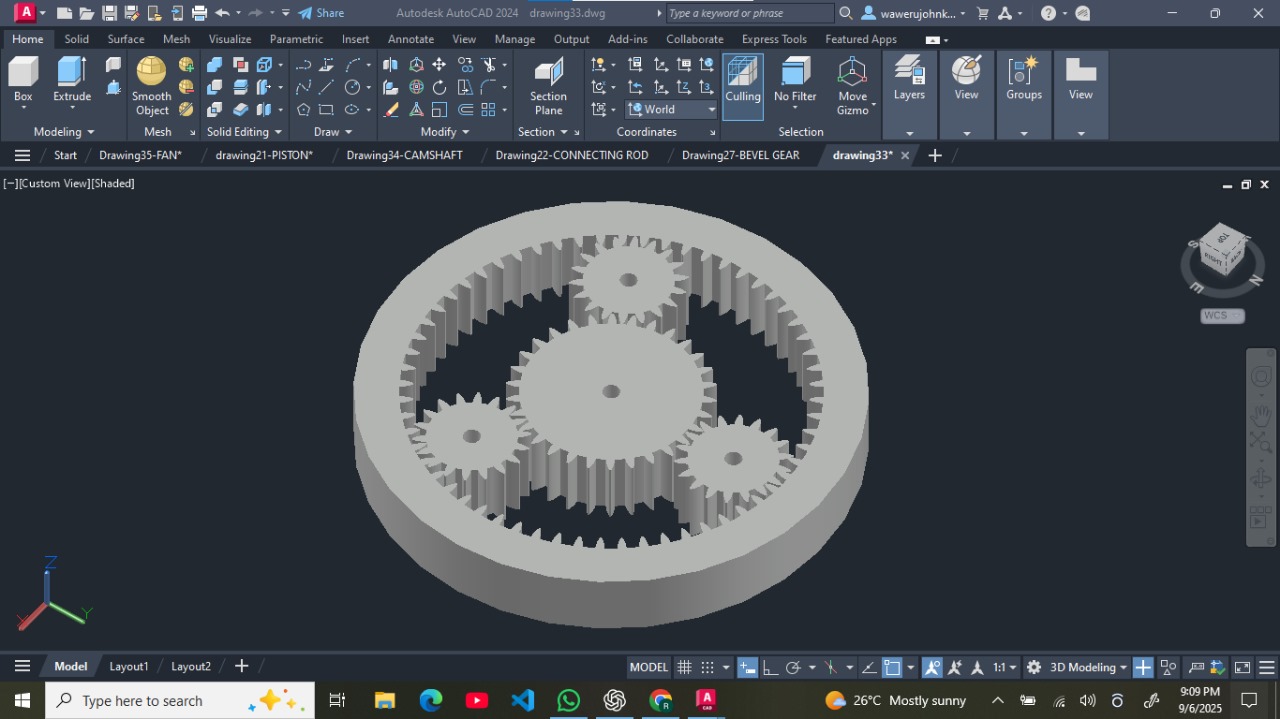 A CAD Share Autodesk AutoCAD 2024 drawing33.dwg Type a keyword or phrase wawerujohnk...
Home Solid Surface Mesh Visualize Parametric Insert Annotate View Manage Output Add-ins Collaborate Express Tools Featured Apps
Box Extrude Smooth Object Section Plane World Culling No Filter Move Gizmo Layers View Groups View
Modeling Mesh Solid Editing Draw Modify Section Coordinates Selection
Start Drawing35-FAN* drawing21-PISTON* Drawing34-CAMSHAFT Drawing22-CONNECTING ROD Drawing27-BEVEL GEAR drawing33*
[−][Custom View][Shaded]
TOP
S RIGHT N
E
WCS
Z
X Y
Model Layout1 Layout2 MODEL 1:1 3D Modeling
Type here to search 26°C Mostly sunny 9:09 PM
9/6/2025